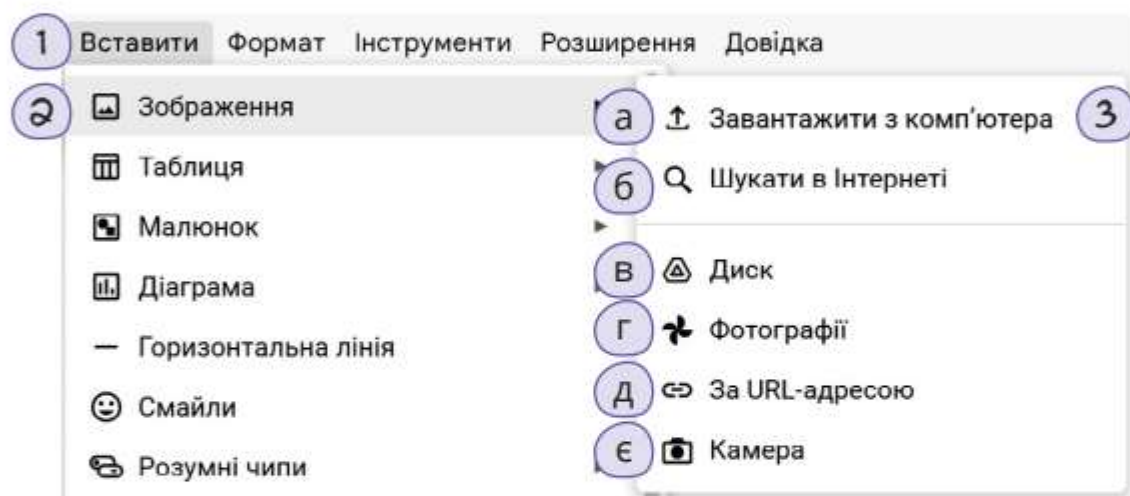 1 Вставити Формат Інструменти Розширення Довідка
2 Зображення
Таблиця
Малюнок
Діаграма
Горизонтальна лінія
Смайли
Розумні чипи
а Завантажити з комп'ютера 3
б Шукати в Інтернеті
в Диск
г Фотографії
д За URL-адресою
є Камера